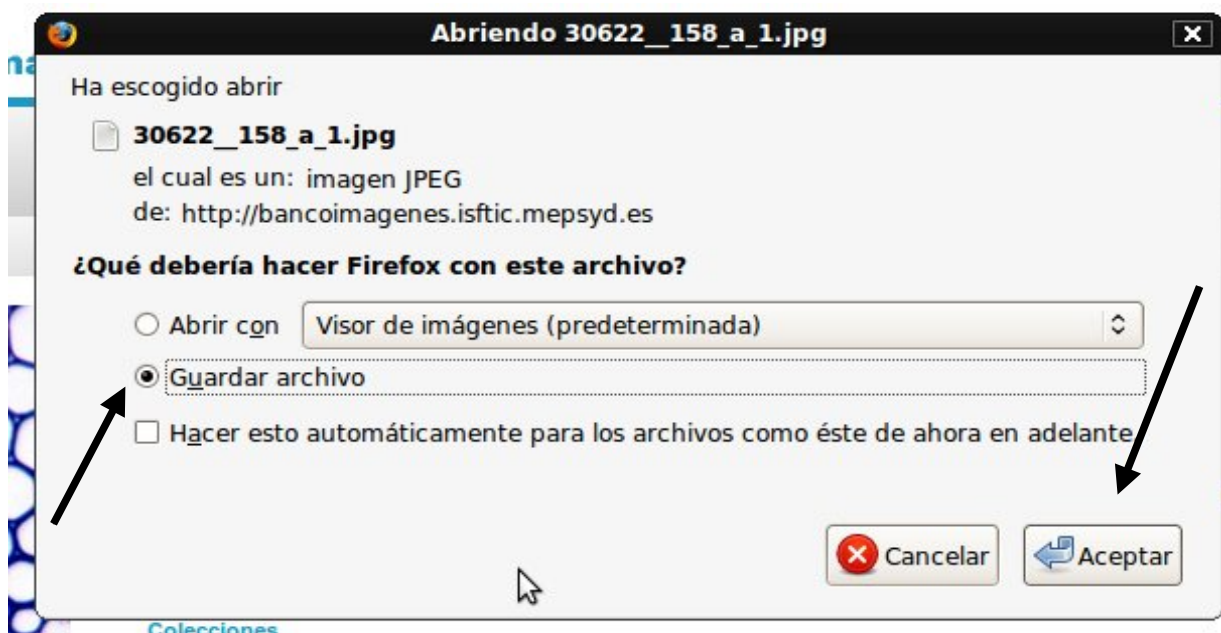 Abriendo 30622__158_a_1.jpg
Ha escogido abrir
30622__158_a_1.jpg
el cual es un: imagen JPEG
de: http://bancoimagenes.isftic.mepsyd.es
¿Qué debería hacer Firefox con este archivo?
Abrir con Visor de imágenes (predeterminada)
Guardar archivo
Hacer esto automáticamente para los archivos como éste de ahora en adelante.
Cancelar Aceptar
Colecciones